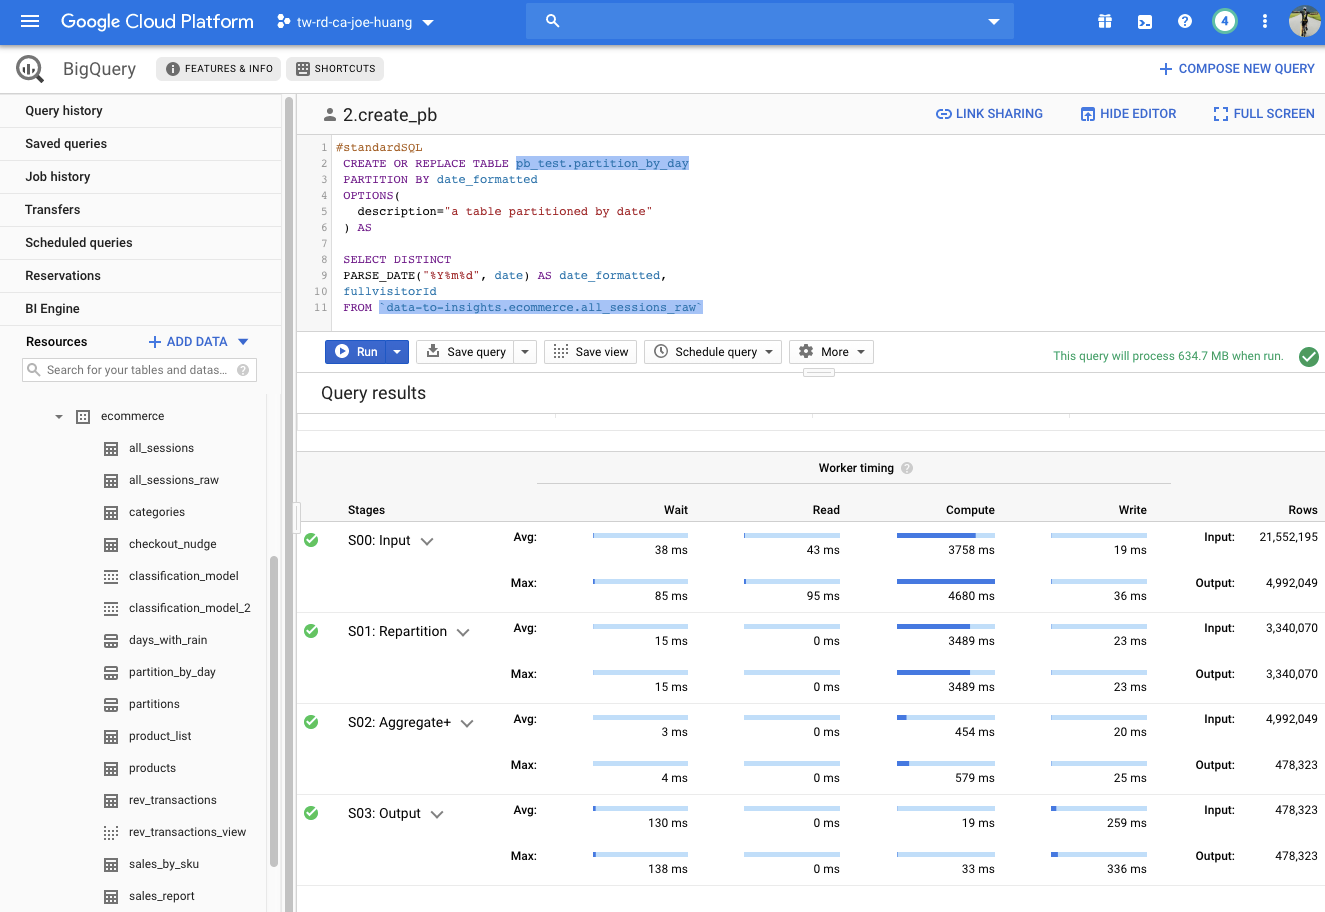 Google Cloud Platform
tw-rd-ca-joe-huang
4
BigQuery
FEATURES & INFO
SHORTCUTS
COMPOSE NEW QUERY
Query history
Saved queries
Job history
Transfers
Scheduled queries
Reservations
BI Engine
Resources
ADD DATA
Search for your tables and datas...
ecommerce
all_sessions
all_sessions_raw
categories
checkout_nudge
classification_model
classification_model_2
days_with_rain
partition_by_day
partitions
product_list
products
rev_transactions
rev_transactions_view
sales_by_sku
sales_report
2.create_pb
LINK SHARING
HIDE EDITOR
FULL SCREEN
1 #standardSQL
2 CREATE OR REPLACE TABLE pb_test.partition_by_day
3 PARTITION BY date_formatted
4 OPTIONS(
5 description="a table partitioned by date"
6 ) AS
7
8 SELECT DISTINCT
9 PARSE_DATE("%Y%m%d", date) AS date_formatted,
10 fullvisitorId
11 FROM `data-to-insights.ecommerce.all_sessions_raw`
Run
Save query
Save view
Schedule query
More
This query will process 634.7 MB when run.
Query results
Worker timing
Stages Wait Read Compute Write Rows
S00: Input Avg: 38 ms 43 ms 3758 ms 19 ms Input: 21,552,195
Max: 85 ms 95 ms 4680 ms 36 ms Output: 4,992,049
S01: Repartition Avg: 15 ms 0 ms 3489 ms 23 ms Input: 3,340,070
Max: 15 ms 0 ms 3489 ms 23 ms Output: 3,340,070
S02: Aggregate+ Avg: 3 ms 0 ms 454 ms 20 ms Input: 4,992,049
Max: 4 ms 0 ms 579 ms 25 ms Output: 478,323
S03: Output Avg: 130 ms 0 ms 19 ms 259 ms Input: 478,323
Max: 138 ms 0 ms 33 ms 336 ms Output: 478,323